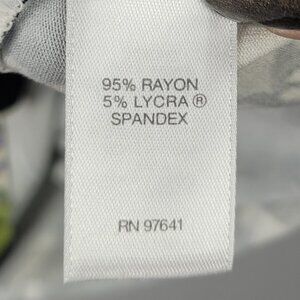 95% RAYON
5% LYCRA®
SPANDEX
RN 97641